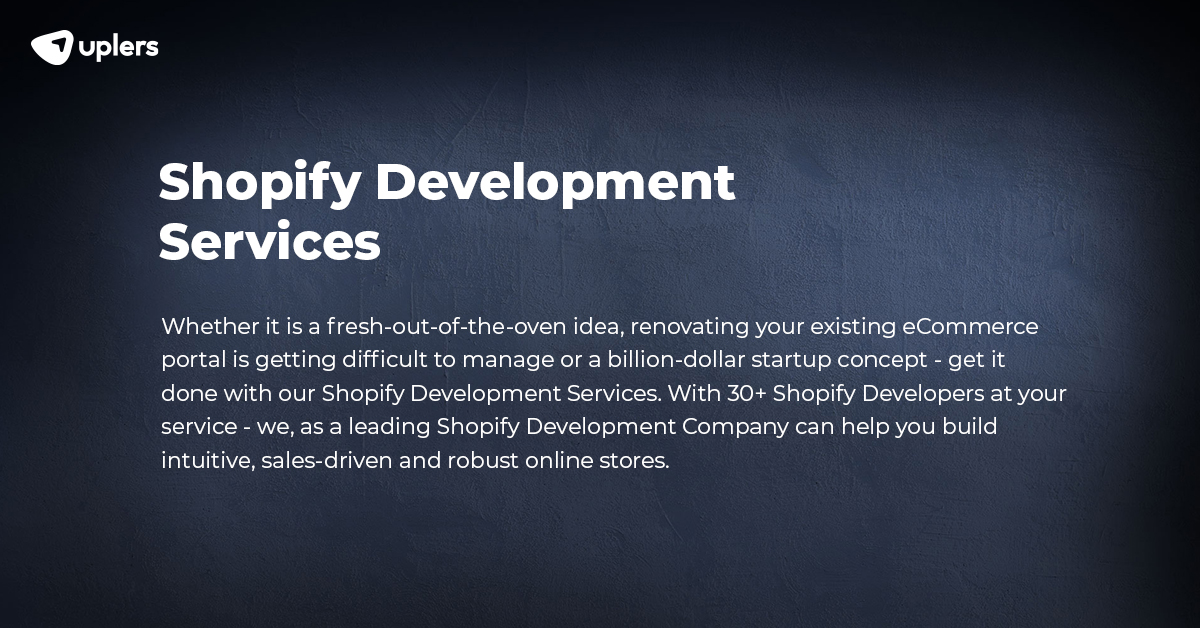 uplers
Shopify Development
Services
Whether it is a fresh-out-of-the-oven idea, renovating your existing eCommerce
portal is getting difficult to manage or a billion-dollar startup concept - get it
done with our Shopify Development Services. With 30+ Shopify Developers at your
service - we, as a leading Shopify Development Company can help you build
intuitive, sales-driven and robust online stores.